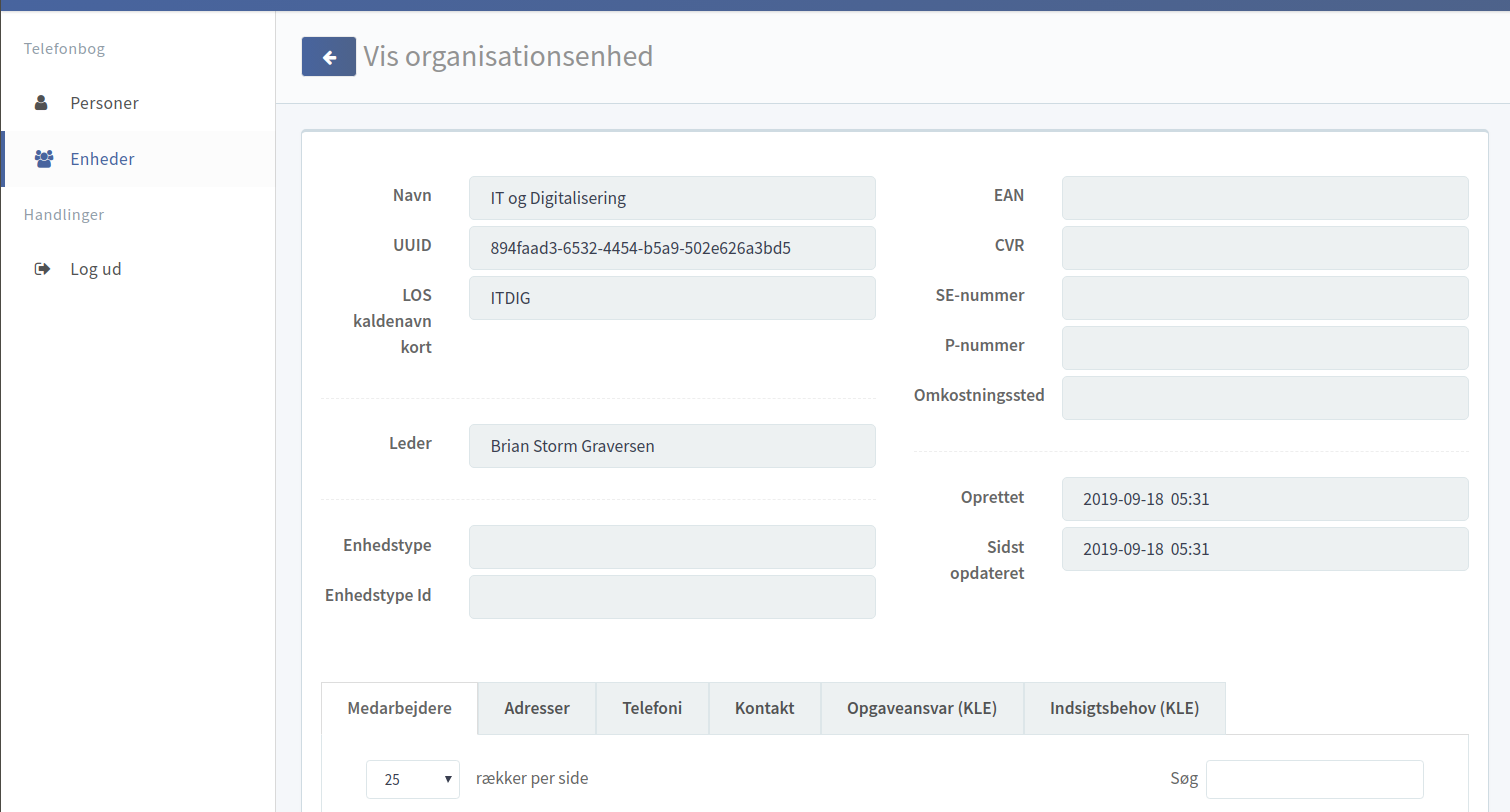 Telefonbog
Personer
Enheder
Handlinger
Log ud
Vis organisationsenhed
Navn
IT og Digitalisering
UUID
894faad3-6532-4454-b5a9-502e626a3bd5
LOS
kaldenavn
kort
ITDIG
Leder
Brian Storm Graversen
Enhedstype
Enhedstype Id
EAN
CVR
SE-nummer
P-nummer
Omkostningssted
Oprettet
2019-09-18 05:31
Sidst
opdateret
2019-09-18 05:31
Medarbejdere
Adresser
Telefoni
Kontakt
Opgaveansvar (KLE)
Indsigtsbehov (KLE)
25
rækker per side
Søg